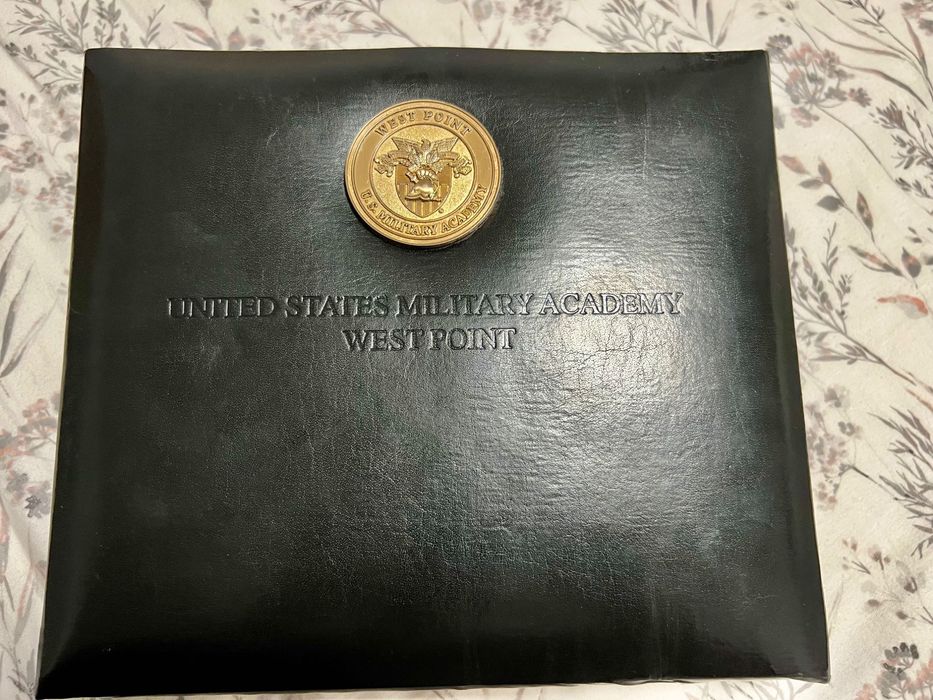 WEST POINT
U.S. MILITARY ACADEMY
UNITED STATES MILITARY ACADEMY
WEST POINT